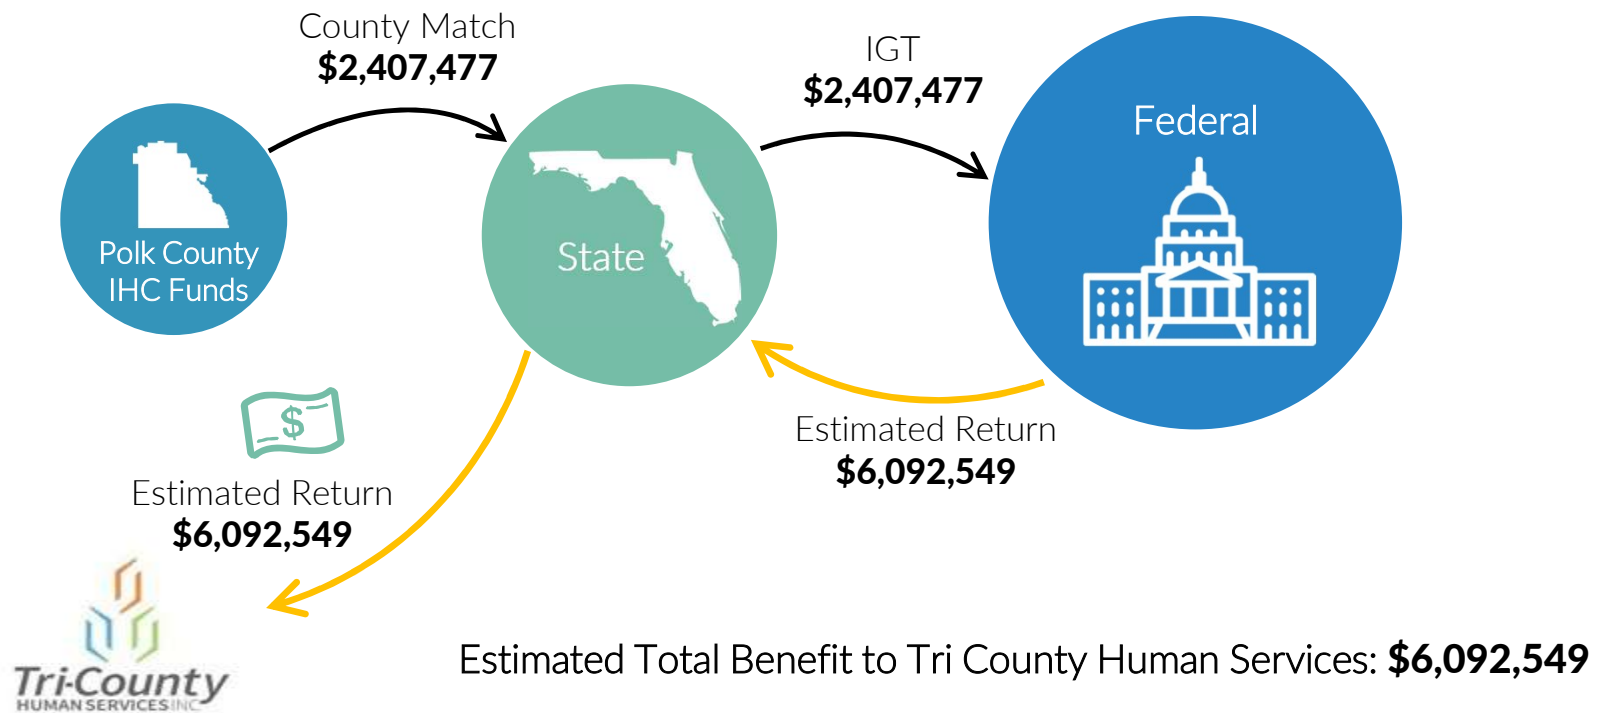 County Match
$2,407,477
IGT
$2,407,477
Federal
Polk County
IHC Funds
State
$
Estimated Return
$6,092,549
Estimated Return
$6,092,549
Tri-County
HUMAN SERVICES INC
Estimated Total Benefit to Tri County Human Services: $6,092,549